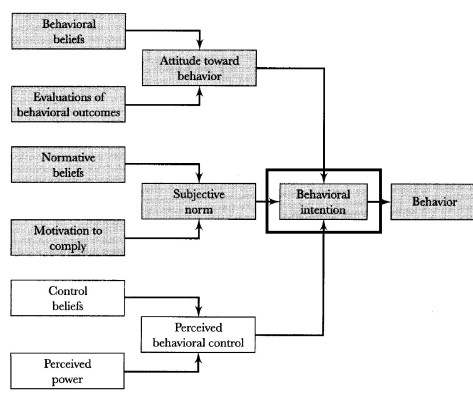 Behavioral
beliefs
Attitude toward
behavior
Evaluations of
behavioral outcomes
Normative
beliefs
Subjective
norm
Behavioral
intention
Behavior
Motivation to
comply
Control
beliefs
Perceived
behavioral control
Perceived
power